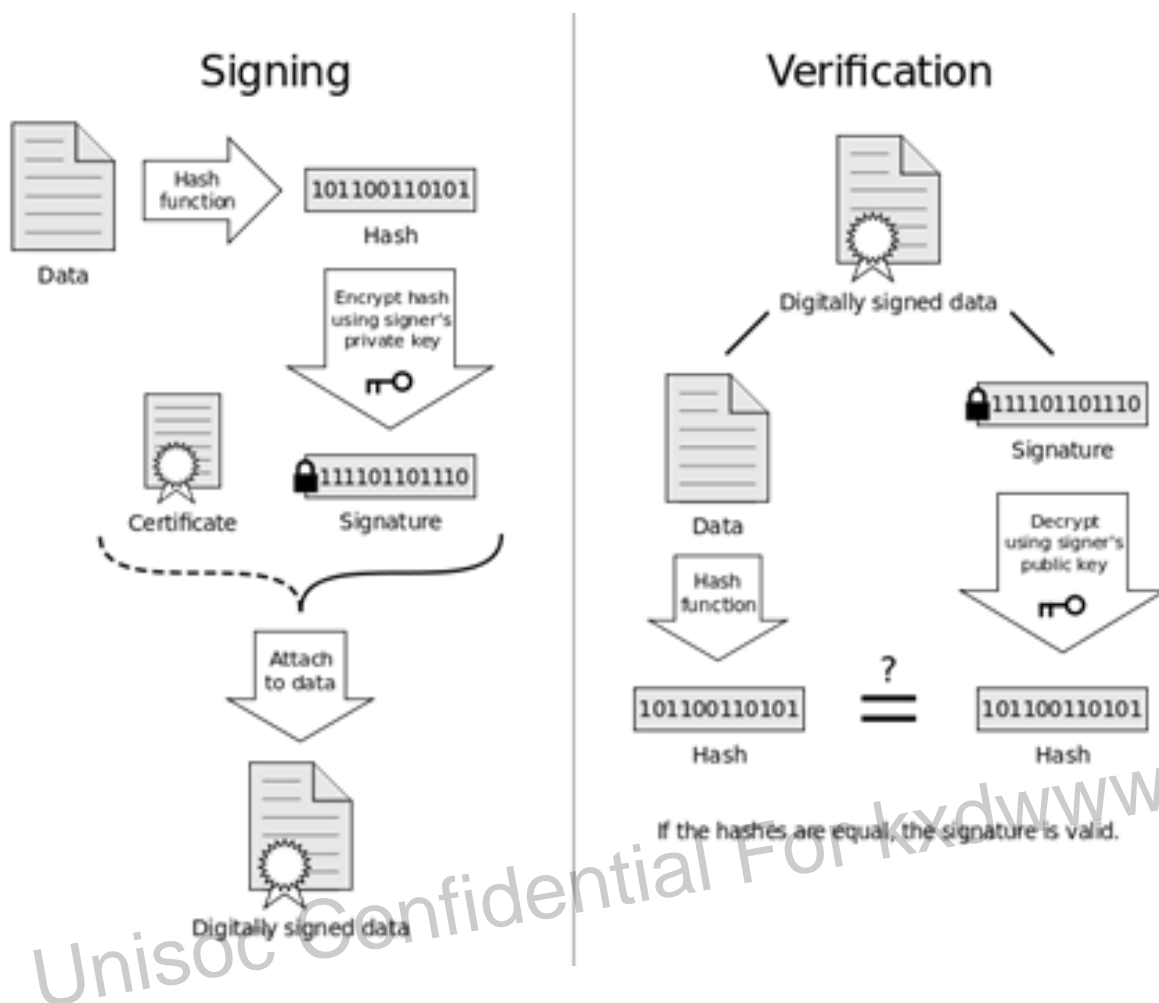 Signing
Hash
function
101100110101
Hash
Data
Encrypt hash
using signer's
private key
111101101110
Certificate
Signature
Attach
to data
Digitally signed data
Verification
Digitally signed data
111101101110
Signature
Data
Decrypt
using signer's
public key
Hash
function
?
101100110101
101100110101
Hash
Hash
If the hashes are equal, the signature is valid.
Unisoc Confidential For kxdwww